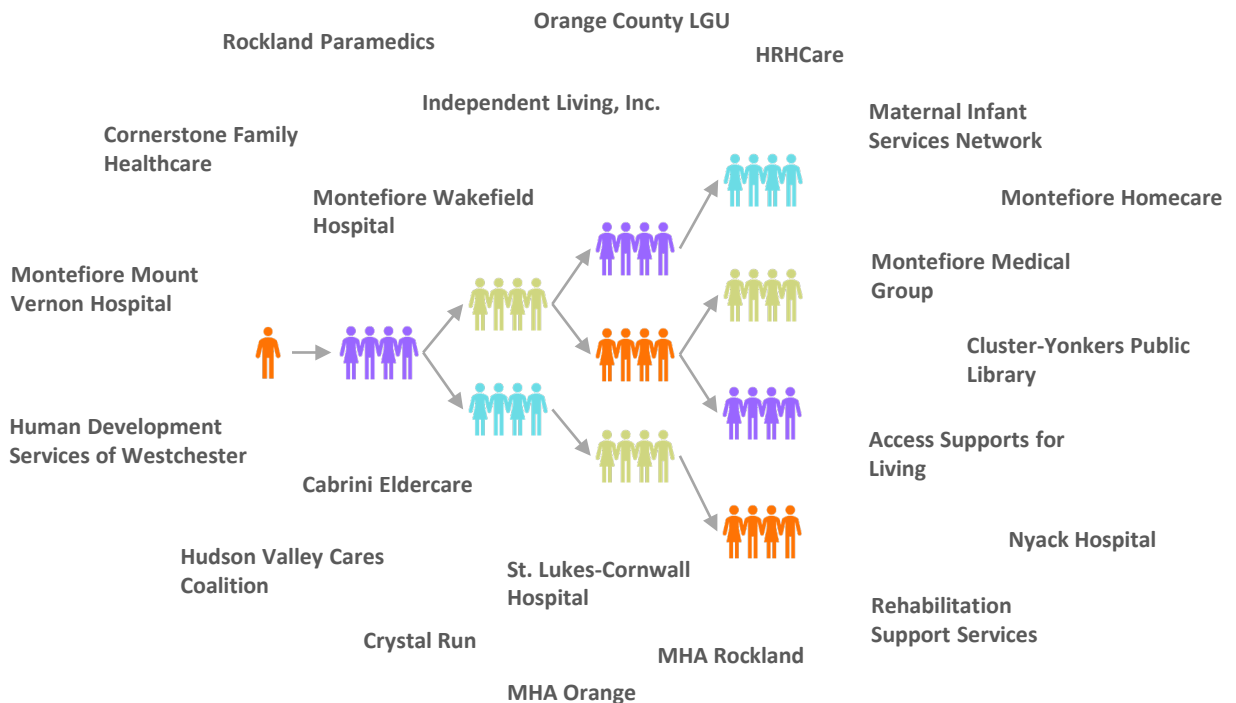 Orange County LGU
Rockland Paramedics
HRHCare
Independent Living, Inc.
Maternal Infant
Services Network
Cornerstone Family
Healthcare
Montefiore Wakefield
Hospital
Montefiore Homecare
Montefiore Mount
Vernon Hospital
Montefiore Medical
Group
Cluster-Yonkers Public
Library
Human Development
Services of Westchester
Access Supports for
Living
Cabrini Eldercare
Nyack Hospital
Hudson Valley Cares
Coalition
St. Lukes-Cornwall
Hospital
Rehabilitation
Support Services
Crystal Run
MHA Rockland
MHA Orange